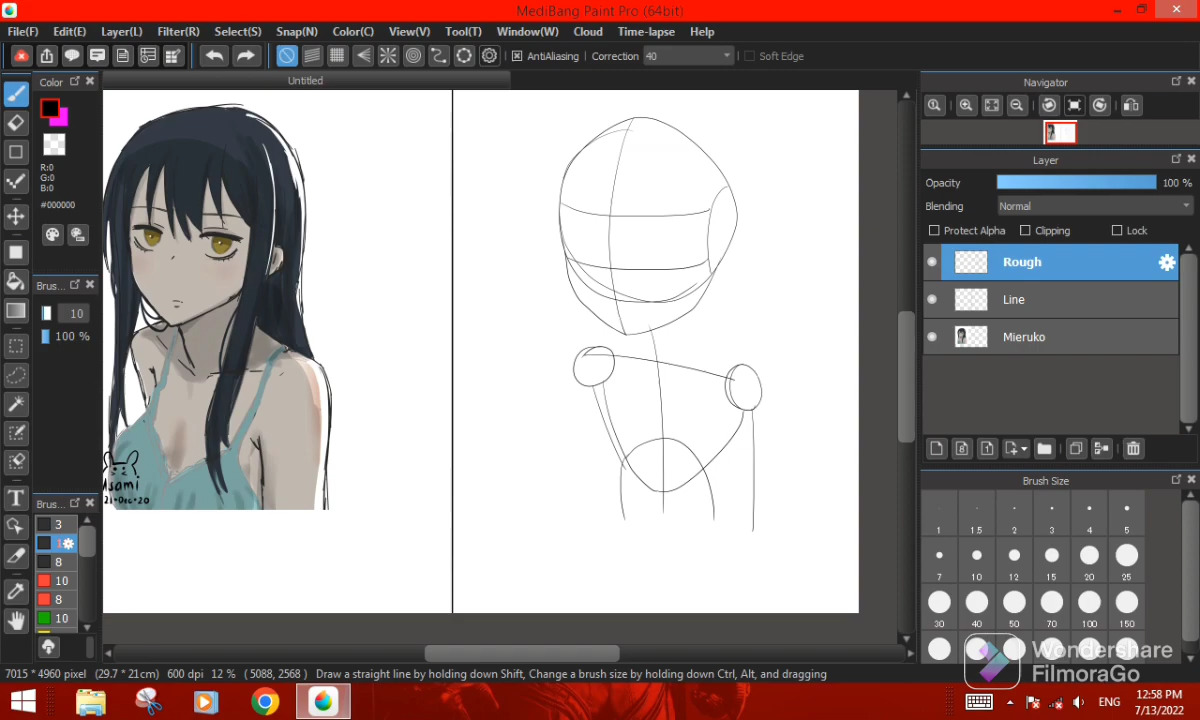 MediBang Paint Pro (64bit)
File(F) Edit(E) Layer(L) Filter(R) Select(S) Snap(N) Color(C) View(V) Tool(T) Window(W) Cloud Time-lapse Help
AntiAliasing Correction 40 Soft Edge
Color
Untitled
Navigator
R:0
G:0
B:0
#000000
Layer
Opacity 100 %
Blending Normal
Protect Alpha Clipping Lock
Rough
Line
Mieruko
Brus...
10
100 %
Brus...
3
8
10
8
10
T
21-Dec-20
Brush Size
1 1.5 2 3 4 5
7 10 12 15 20 25
30 40 50 70 100 150
Wondershare
FilmoraGo
7015 * 4960 pixel (29.7 * 21cm) 600 dpi 12 % ( 5088, 2568 ) Draw a straight line by holding down Shift, Change a brush size by holding down Ctrl, Alt, and dragging
ENG
12:58 PM
7/13/2022